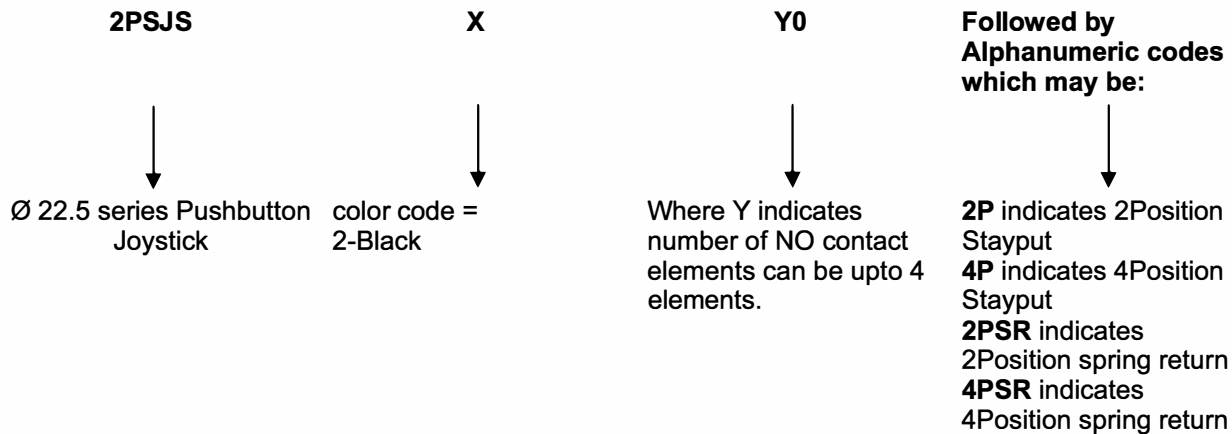 2PSJS
X
Y0
Followed by
Alphanumeric codes
which may be:
Ø 22.5 series Pushbutton
Joystick
color code =
2-Black
Where Y indicates
number of NO contact
elements can be upto 4
elements.
2P indicates 2Position
Stayput
4P indicates 4Position
Stayput
2PSR indicates
2Position spring return
4PSR indicates
4Position spring return